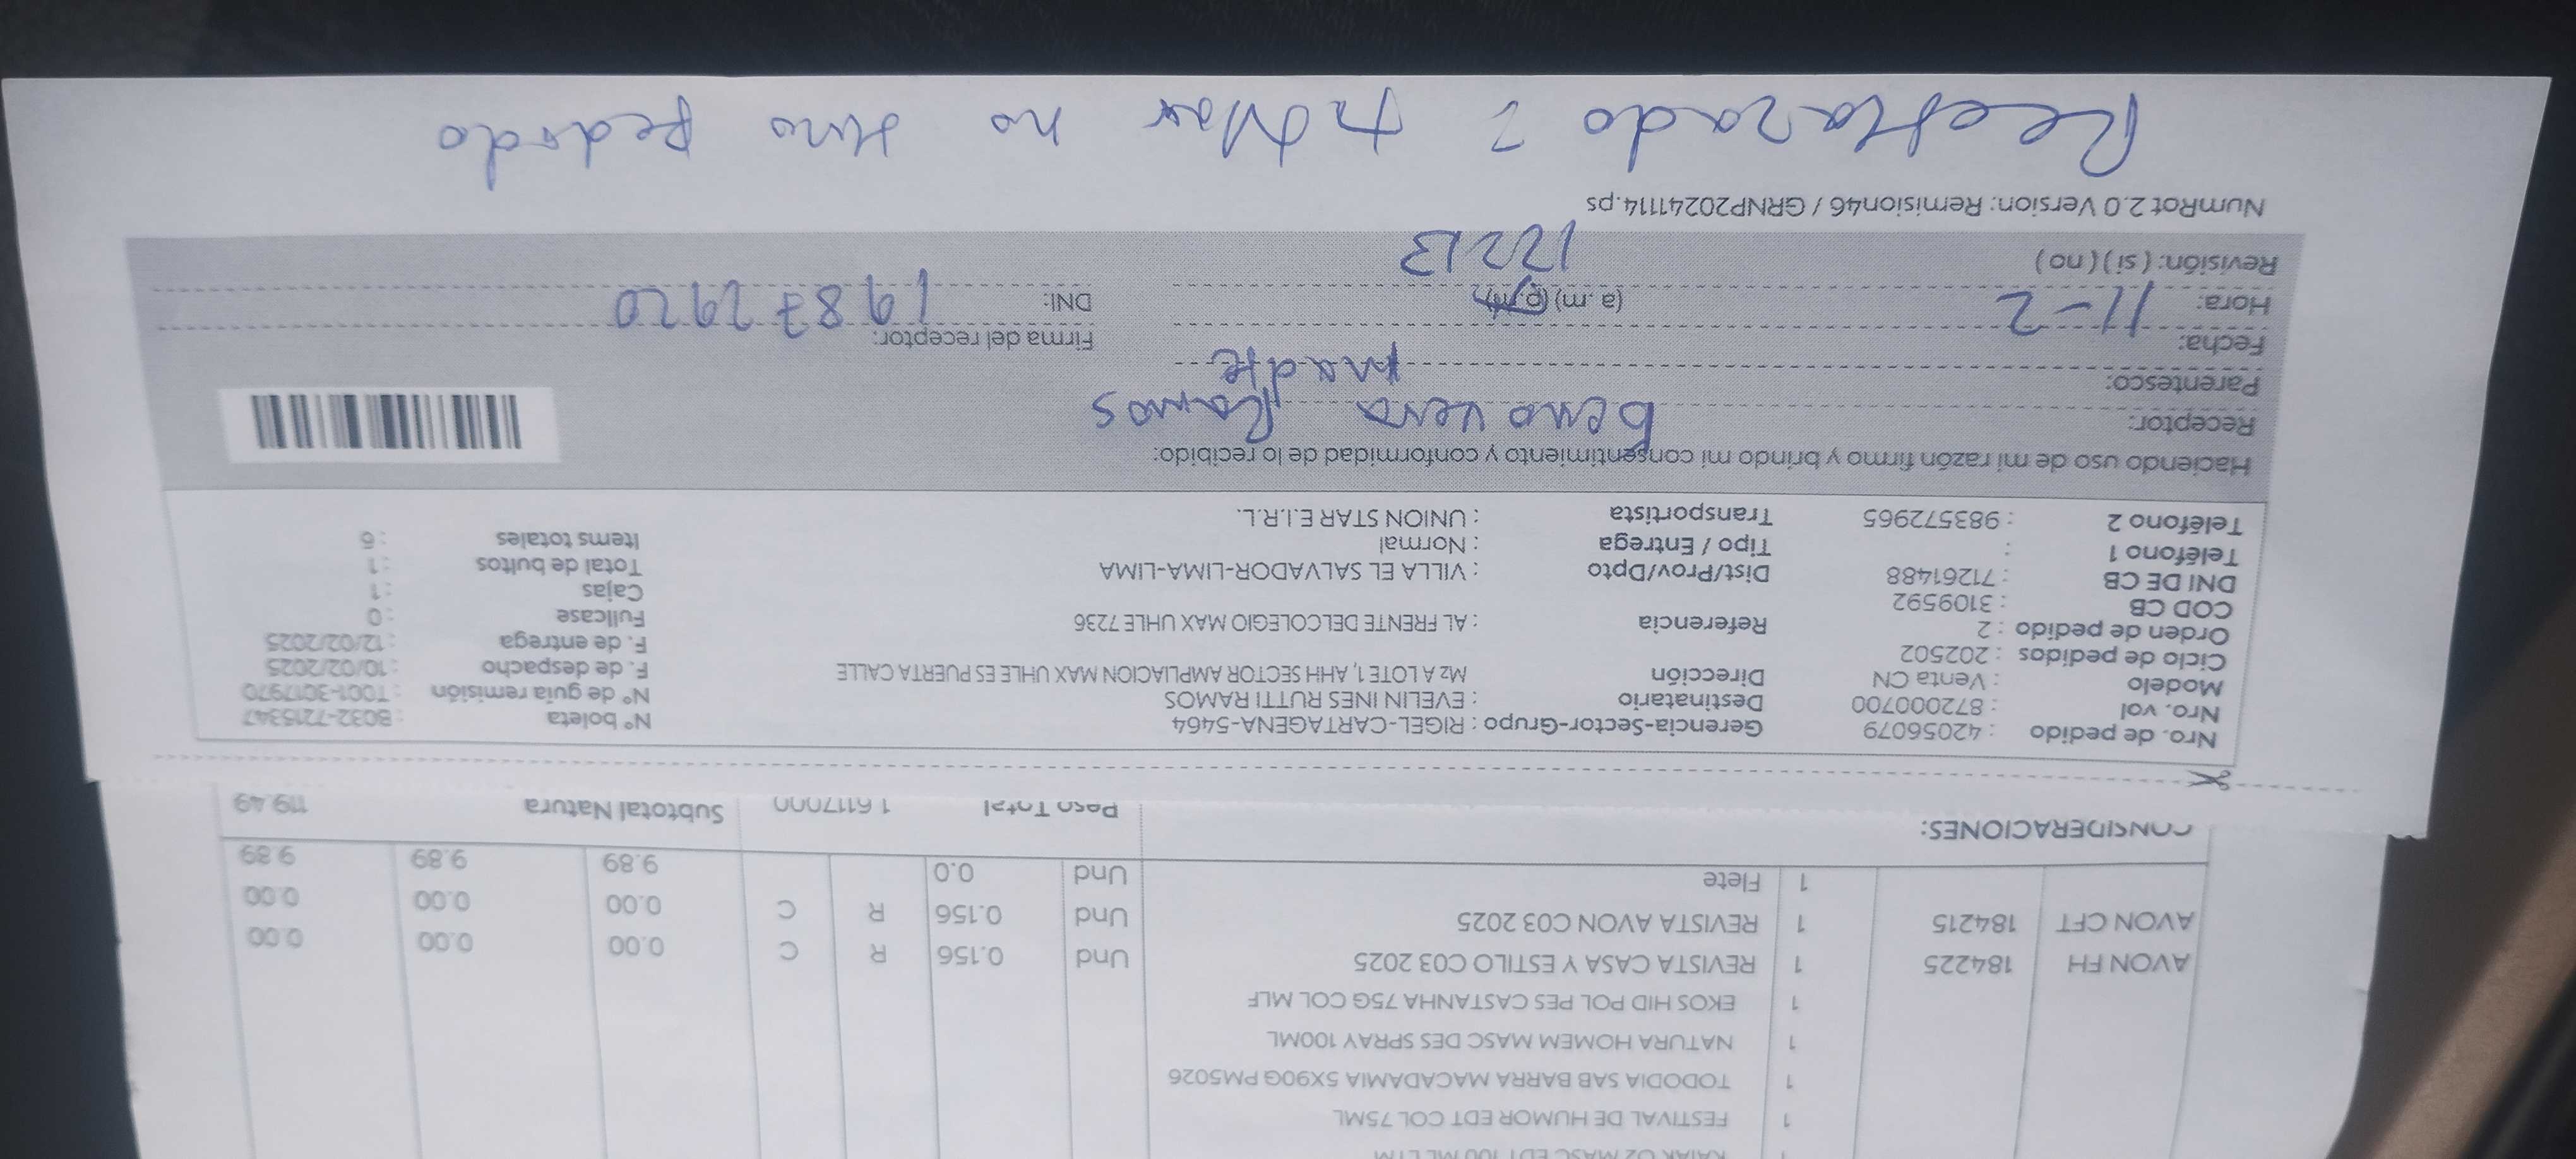 KAIAK O2 MASC EDT 100 ML LTM
1 FESTIVAL DE HUMOR EDT COL 75ML
1 TODODIA SAB BARRA MACADAMIA 5X90G PM5026
1 NATURA HOMEM MASC DES SPRAY 100ML
1 EKOS HID POL PES CASTANHA 75G COL MLF
AVON FH 184225 1 REVISTA CASA Y ESTILO C03 2025 Und 0.156 R C 0.00 0.00 0.00
AVON CFT 184215 1 REVISTA AVON C03 2025 Und 0.156 R C 0.00 0.00 0.00
1 Flete Und 0.0 9.89 9.89 9.89
CONSIDERACIONES: Peso Total 1.6117000 Subtotal Natura 119.49
Nro. de pedido : 42056079 Gerencia-Sector-Grupo : RIGEL-CARTAGENA-5464 N° boleta : B032-7215347
Nro. vol : 872000700 Destinatario : EVELIN INES RUTTI RAMOS N° de guía remisión : T001-3017970
Modelo : Venta CN Dirección : Mz A LOTE 1, AHH SECTOR AMPLIACION MAX UHLE ES PUERTA CALLE F. de despacho : 10/02/2025
Ciclo de pedidos : 202502 F. de entrega : 12/02/2025
Orden de pedido : 2 Referencia : AL FRENTE DELCOLEGIO MAX UHLE 7236 Fullcase : 0
COD CB : 3109592 Cajas : 1
DNI DE CB : 71261488 Dist/Prov/Dpto : VILLA EL SALVADOR-LIMA-LIMA Total de bultos : 1
Teléfono 1 : Tipo / Entrega : Normal Items totales : 6
Teléfono 2 : 983572965 Transportista : UNION STAR E.I.R.L.
Haciendo uso de mi razón firmo y brindo mi consentimiento y conformidad de lo recibido:
Receptor: Ramos
Parentesco: madre
Fecha: Firma del receptor:
Hora: 11-2 (a.m) (p.m) DNI: 19872920
Revisión: (si) (no) 12213
NumRot 2.0 Version: Remision46 / GRNP20241114.ps
no hizo pedido